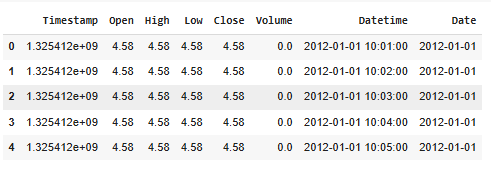 Timestamp Open High Low Close Volume Datetime Date
0 1.325412e+09 4.58 4.58 4.58 4.58 0.0 2012-01-01 10:01:00 2012-01-01
1 1.325412e+09 4.58 4.58 4.58 4.58 0.0 2012-01-01 10:02:00 2012-01-01
2 1.325412e+09 4.58 4.58 4.58 4.58 0.0 2012-01-01 10:03:00 2012-01-01
3 1.325412e+09 4.58 4.58 4.58 4.58 0.0 2012-01-01 10:04:00 2012-01-01
4 1.325412e+09 4.58 4.58 4.58 4.58 0.0 2012-01-01 10:05:00 2012-01-01